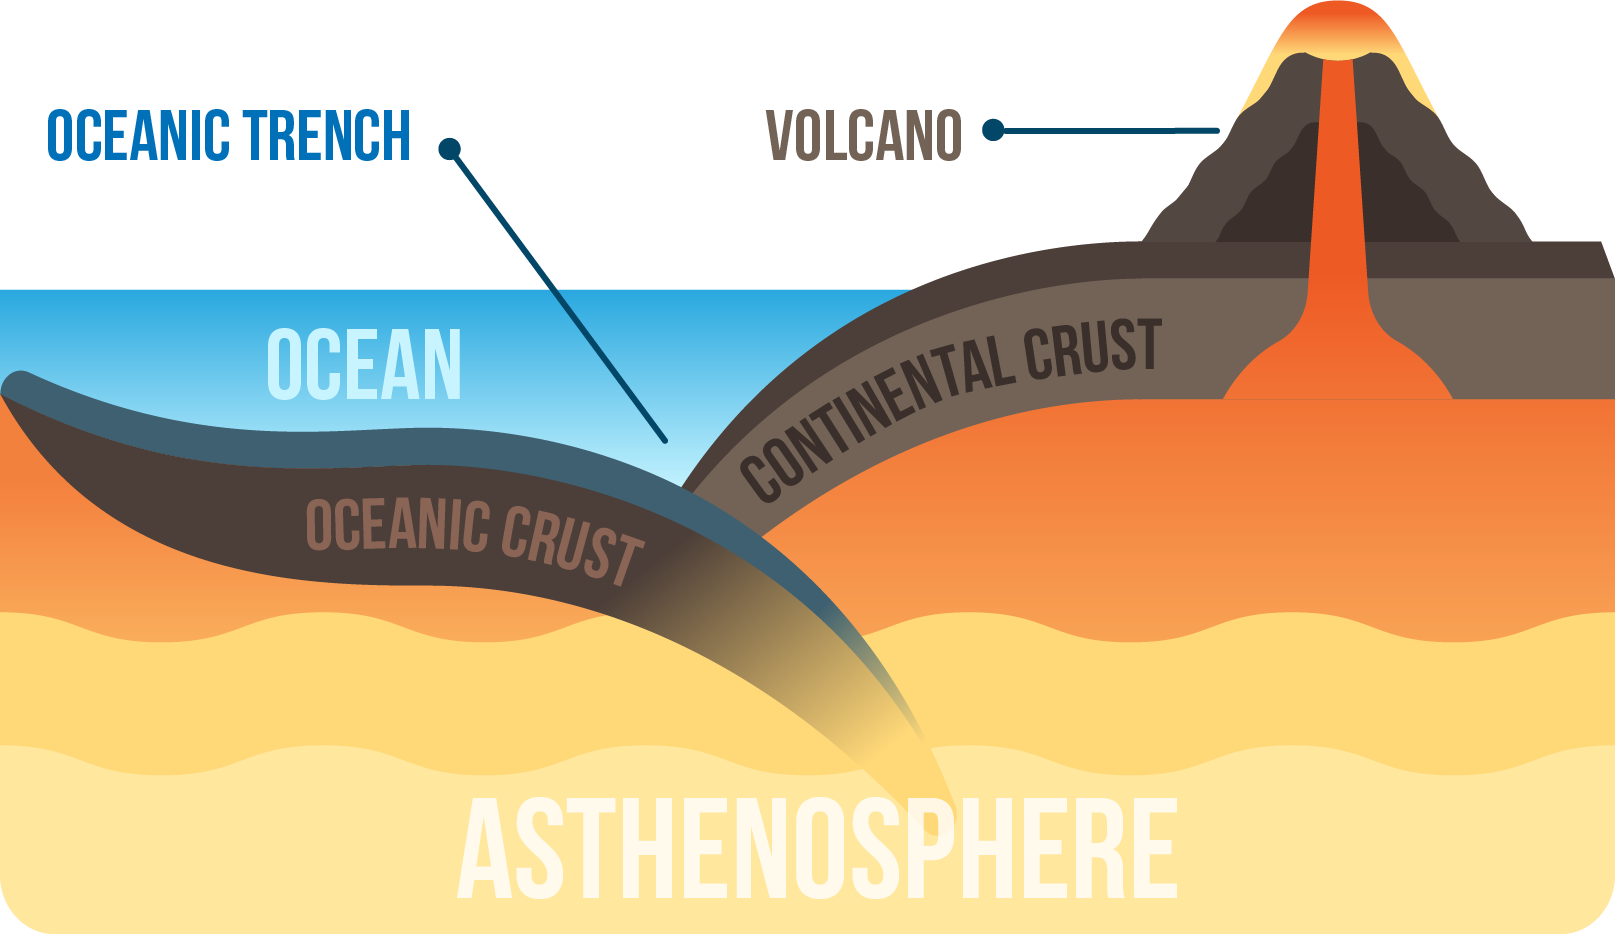 OCEANIC TRENCH
VOLCANO
OCEAN
CONTINENTAL CRUST
OCEANIC CRUST
ASTHENOSPHERE